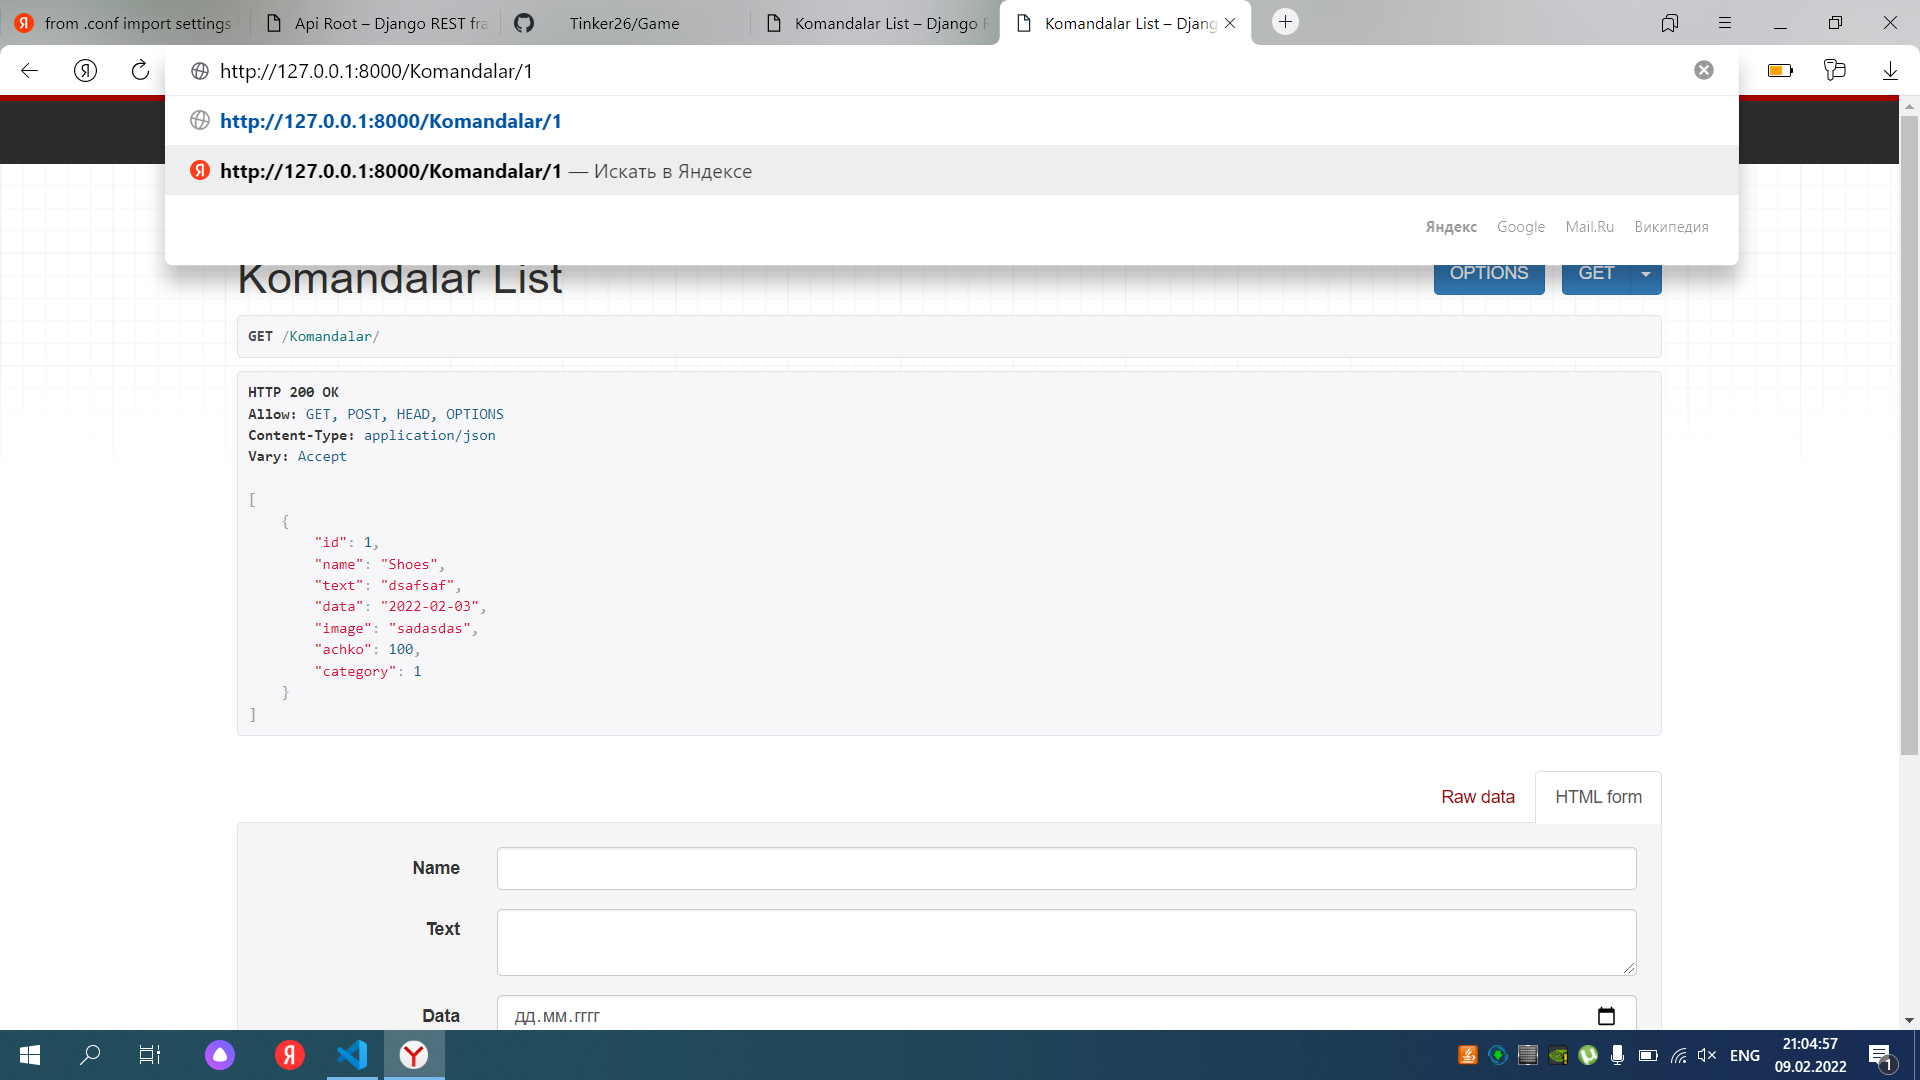 from .conf import settings
Api Root – Django REST fra
Tinker26/Game
Komandalar List – Django R
Komandalar List – Djang
http://127.0.0.1:8000/Komandalar/1
http://127.0.0.1:8000/Komandalar/1
http://127.0.0.1:8000/Komandalar/1 — Искать в Яндексе
Яндекс Google Mail.Ru Википедия
Komandalar List
OPTIONS
GET
GET /Komandalar/
HTTP 200 OK
Allow: GET, POST, HEAD, OPTIONS
Content-Type: application/json
Vary: Accept
[
{
"id": 1,
"name": "Shoes",
"text": "dsafsaf",
"data": "2022-02-03",
"image": "sadasdas",
"achko": 100,
"category": 1
}
]
Raw data
HTML form
Name
Text
Data
дд.мм.гггг
ENG
21:04:57
09.02.2022
1